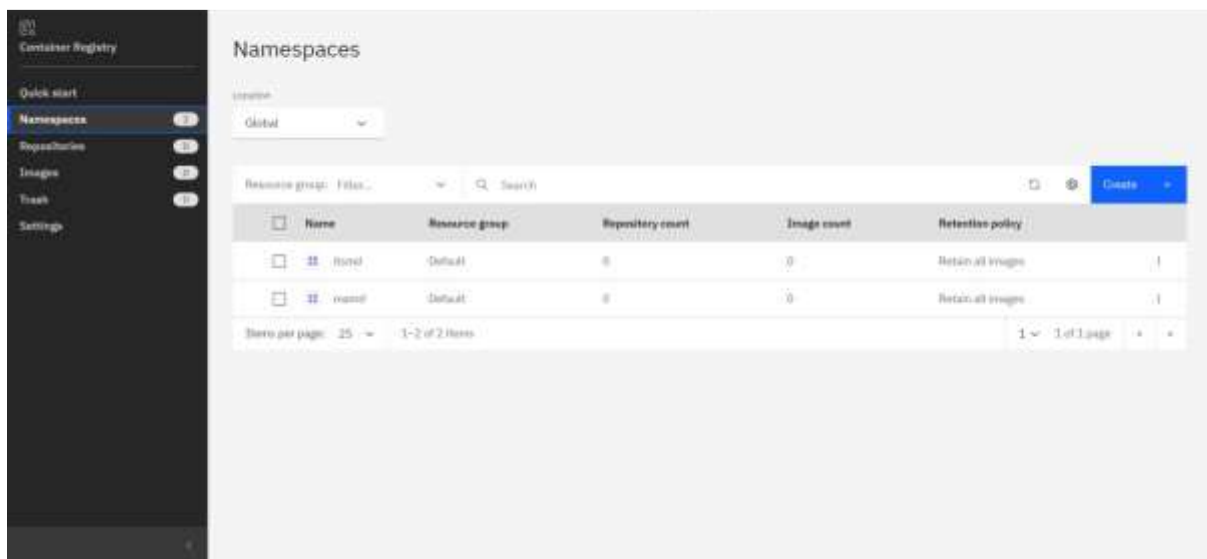 Container Registry
Quick start
Namespaces
Repositories
Images
Trash
Settings
Namespaces
Location
Global
Resource group: Filter...
Search
Create +
Name Resource group Repository count Image count Retention policy
Default 0 0 Retain all images
Default 0 0 Retain all images
Items per page: 25 1–2 of 2 items 1 1 of 1 page